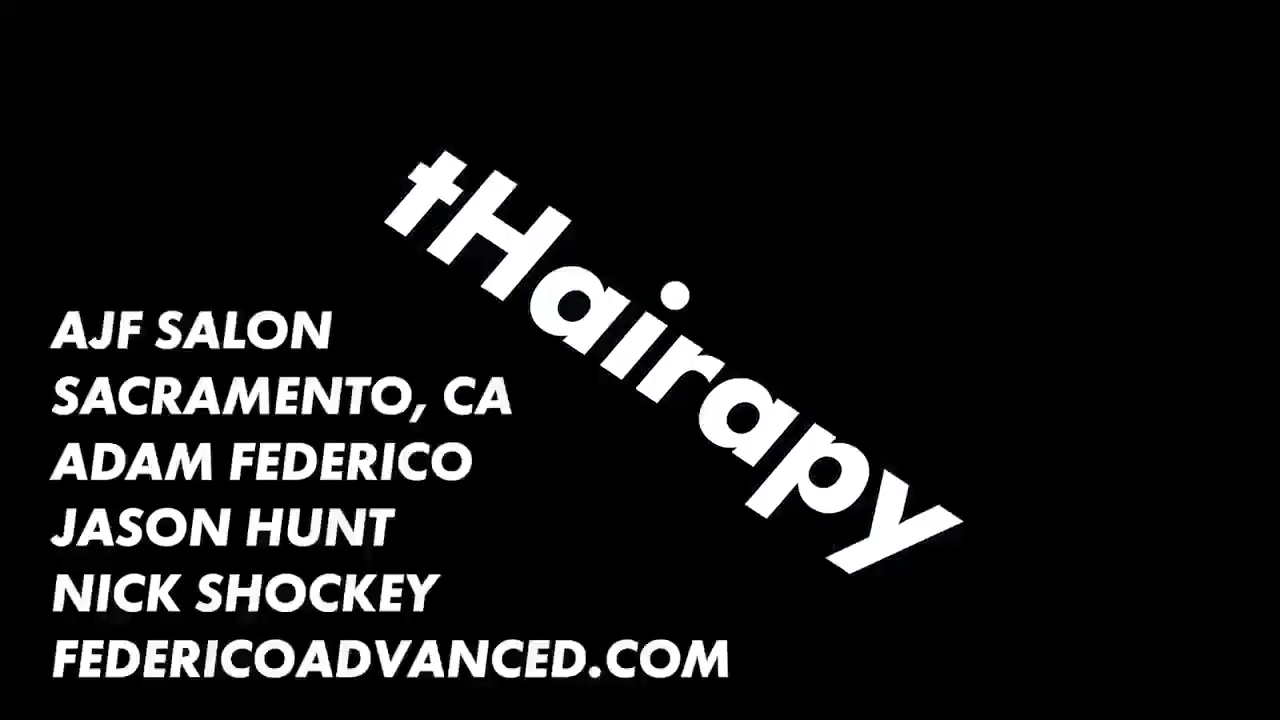 tHairapy
AJF SALON
SACRAMENTO, CA
ADAM FEDERICO
JASON HUNT
NICK SHOCKEY
FEDERICOADVANCED.COM